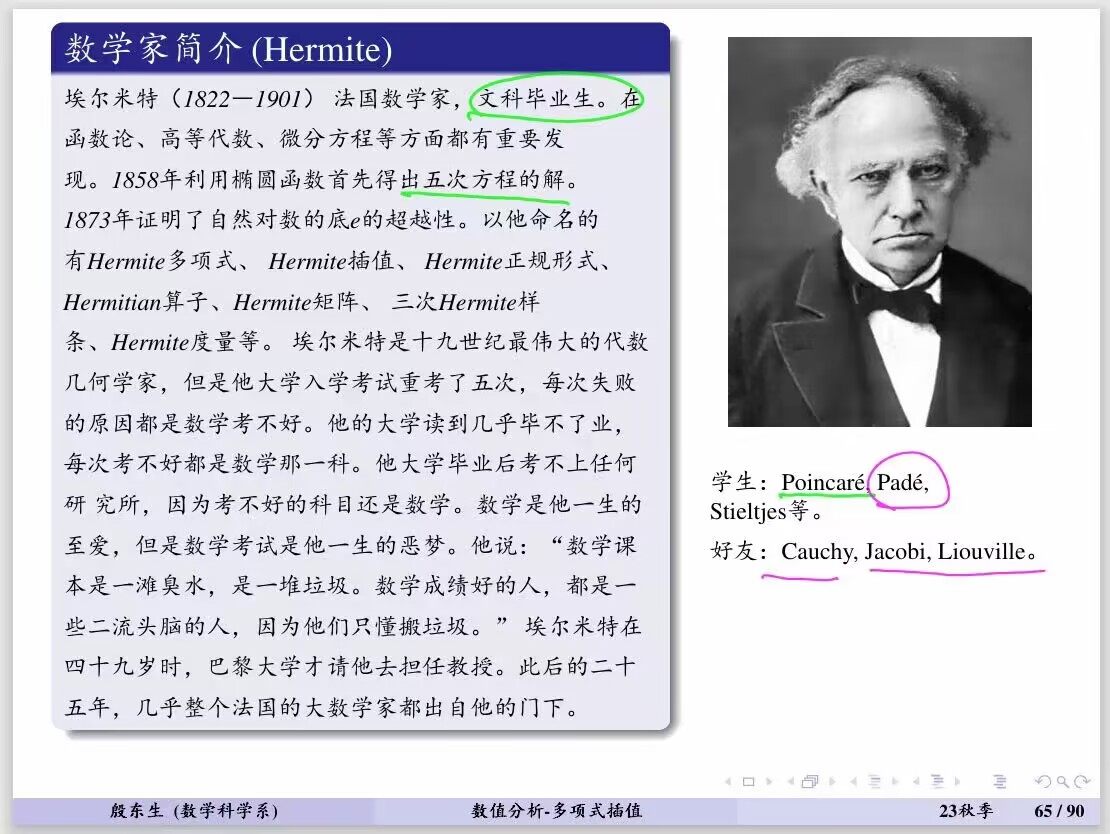 数学家简介 (Hermite)
埃尔米特（1822－1901） 法国数学家，文科毕业生。在
函数论、高等代数、微分方程等方面都有重要发
现。1858年利用椭圆函数首先得出五次方程的解。
1873年证明了自然对数的底e的超越性。以他命名的
有Hermite多项式、 Hermite插值、 Hermite正规形式、
Hermitian算子、Hermite矩阵、 三次Hermite样
条、Hermite度量等。 埃尔米特是十九世纪最伟大的代数
几何学家，但是他大学入学考试重考了五次，每次失败
的原因都是数学考不好。他的大学读到几乎毕不了业，
每次考不好都是数学那一科。他大学毕业后考不上任何
研 究所，因为考不好的科目还是数学。数学是他一生的
至爱，但是数学考试是他一生的恶梦。他说：“数学课
本是一滩臭水，是一堆垃圾。数学成绩好的人，都是一
些二流头脑的人，因为他们只懂搬垃圾。” 埃尔米特在
四十九岁时，巴黎大学才请他去担任教授。此后的二十
五年，几乎整个法国的大数学家都出自他的门下。
学生：Poincaré, Padé,
Stieltjes等。
好友：Cauchy, Jacobi, Liouville。
殷东生 (数学科学系) 数值分析-多项式插值 23秋季 65 / 90